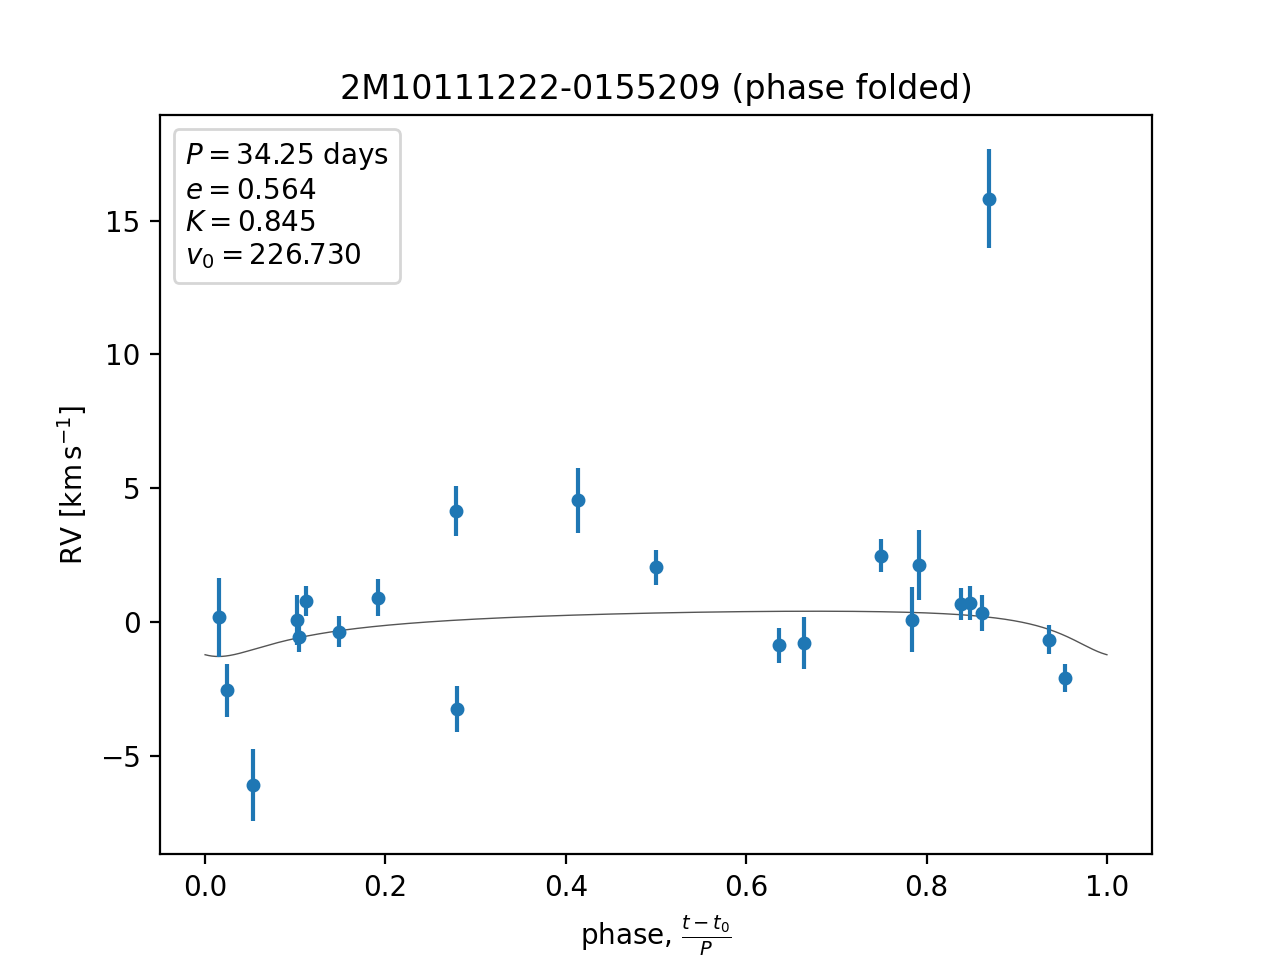 2M10111222-0155209 (phase folded)
P = 34.25 days
e = 0.564
K = 0.845
v₀ = 226.730
15
10
5
0
−5
RV [km s⁻¹]
0.0 0.2 0.4 0.6 0.8 1.0
phase, (t − t₀)/P